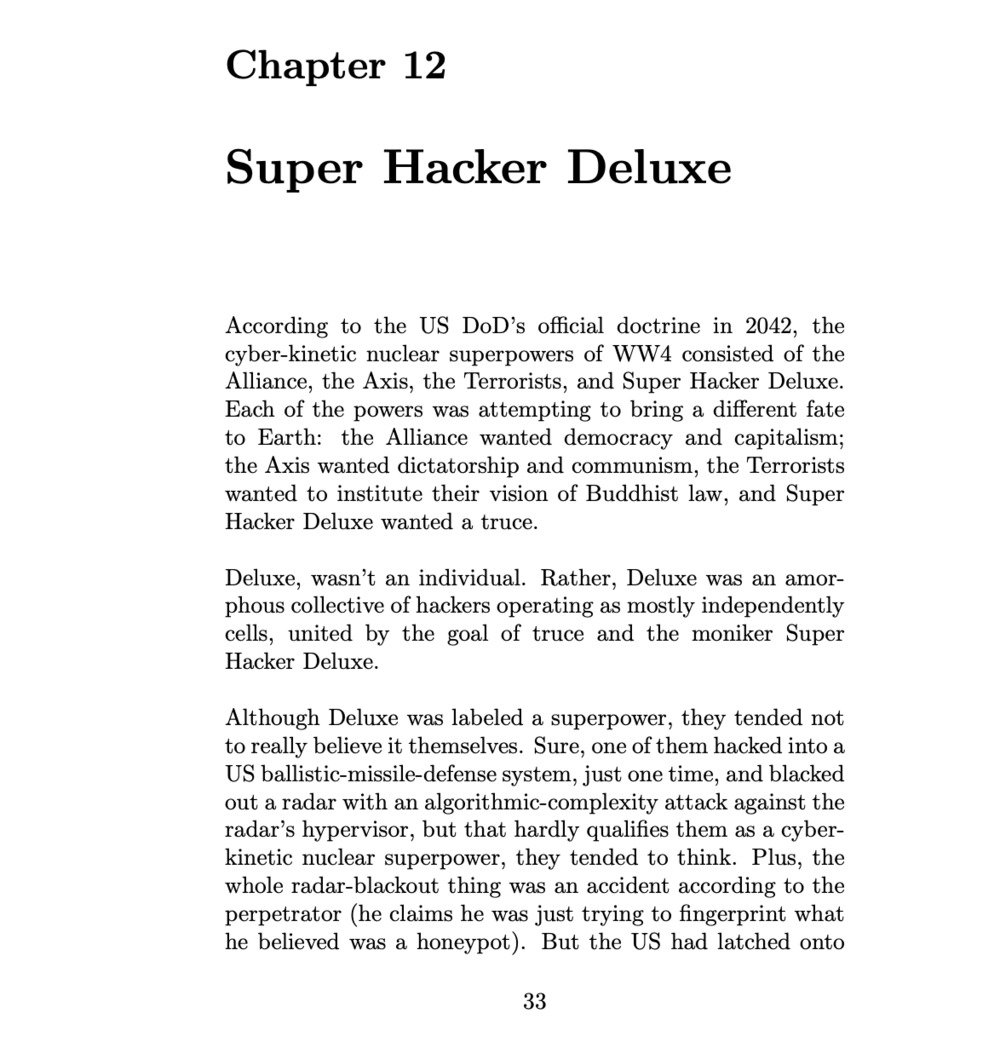 Chapter 12
Super Hacker Deluxe
According to the US DoD's official doctrine in 2042, the
cyber-kinetic nuclear superpowers of WW4 consisted of the
Alliance, the Axis, the Terrorists, and Super Hacker Deluxe.
Each of the powers was attempting to bring a different fate
to Earth: the Alliance wanted democracy and capitalism;
the Axis wanted dictatorship and communism, the Terrorists
wanted to institute their vision of Buddhist law, and Super
Hacker Deluxe wanted a truce.
Deluxe, wasn't an individual. Rather, Deluxe was an amor-
phous collective of hackers operating as mostly independently
cells, united by the goal of truce and the moniker Super
Hacker Deluxe.
Although Deluxe was labeled a superpower, they tended not
to really believe it themselves. Sure, one of them hacked into a
US ballistic-missile-defense system, just one time, and blacked
out a radar with an algorithmic-complexity attack against the
radar's hypervisor, but that hardly qualifies them as a cyber-
kinetic nuclear superpower, they tended to think. Plus, the
whole radar-blackout thing was an accident according to the
perpetrator (he claims he was just trying to fingerprint what
he believed was a honeypot). But the US had latched onto
33